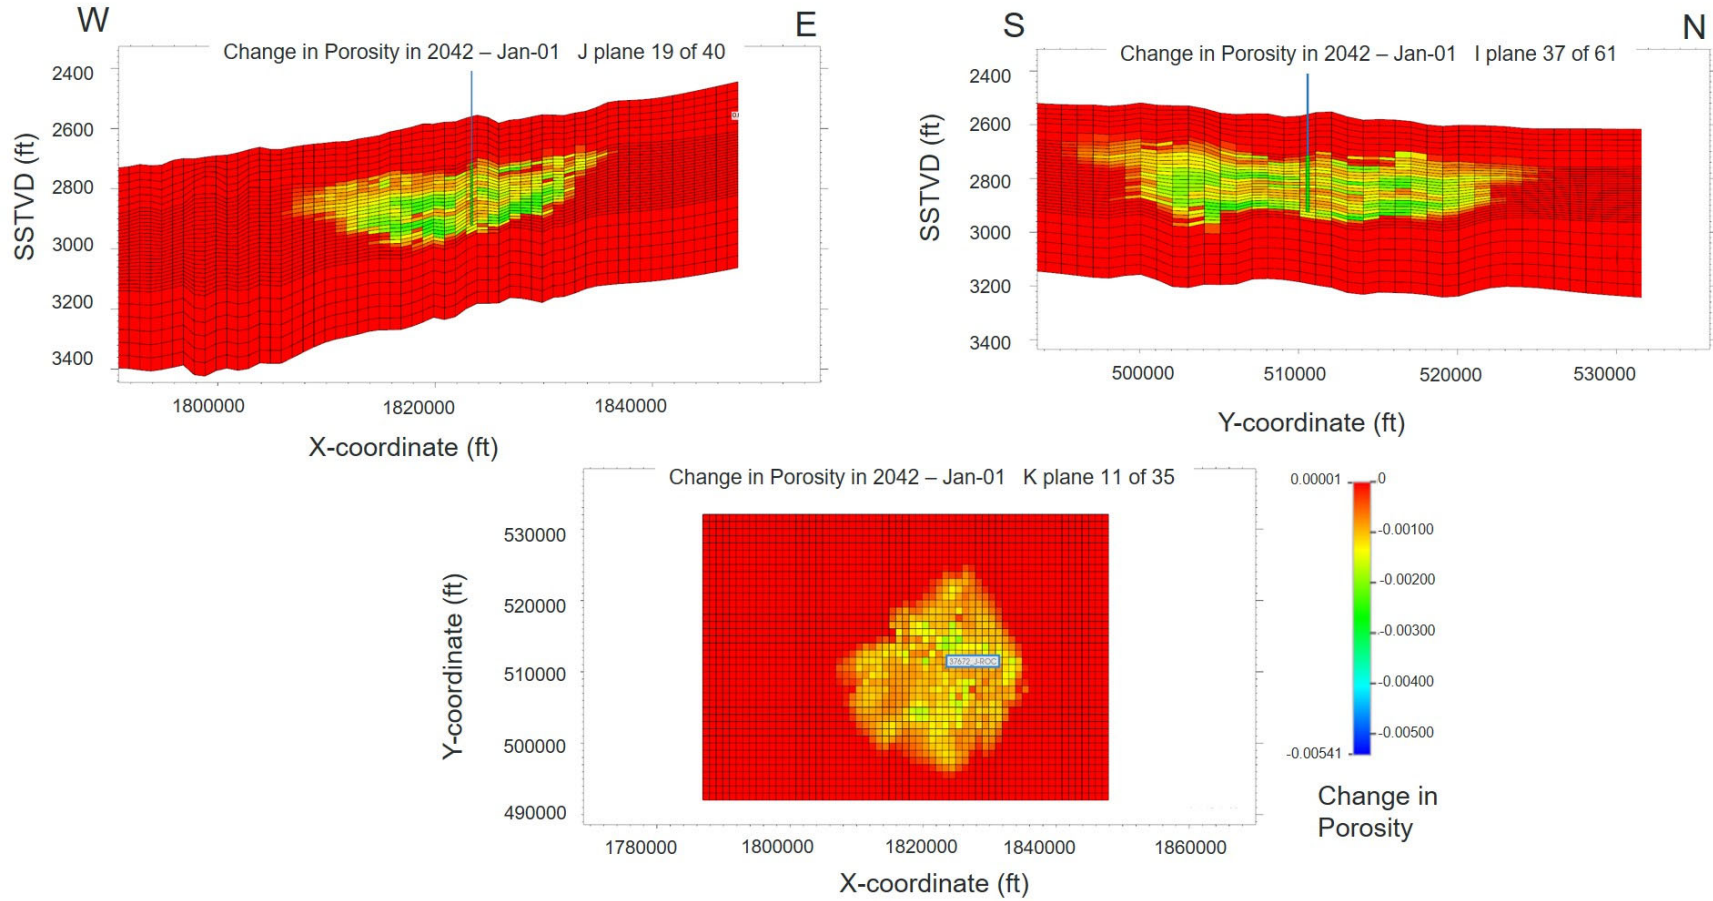 W
E
Change in Porosity in 2042 – Jan-01 J plane 19 of 40
2400
2600
2800
3000
3200
3400
SSTVD (ft)
1800000
1820000
1840000
X-coordinate (ft)
S
N
Change in Porosity in 2042 – Jan-01 I plane 37 of 61
2400
2600
2800
3000
3200
3400
SSTVD (ft)
500000
510000
520000
530000
Y-coordinate (ft)
Change in Porosity in 2042 – Jan-01 K plane 11 of 35
530000
520000
510000
500000
490000
Y-coordinate (ft)
37672-J-ROC
1780000
1800000
1820000
1840000
1860000
X-coordinate (ft)
0.00001
0
-0.00100
-0.00200
-0.00300
-0.00400
-0.00500
-0.00541
Change in
Porosity